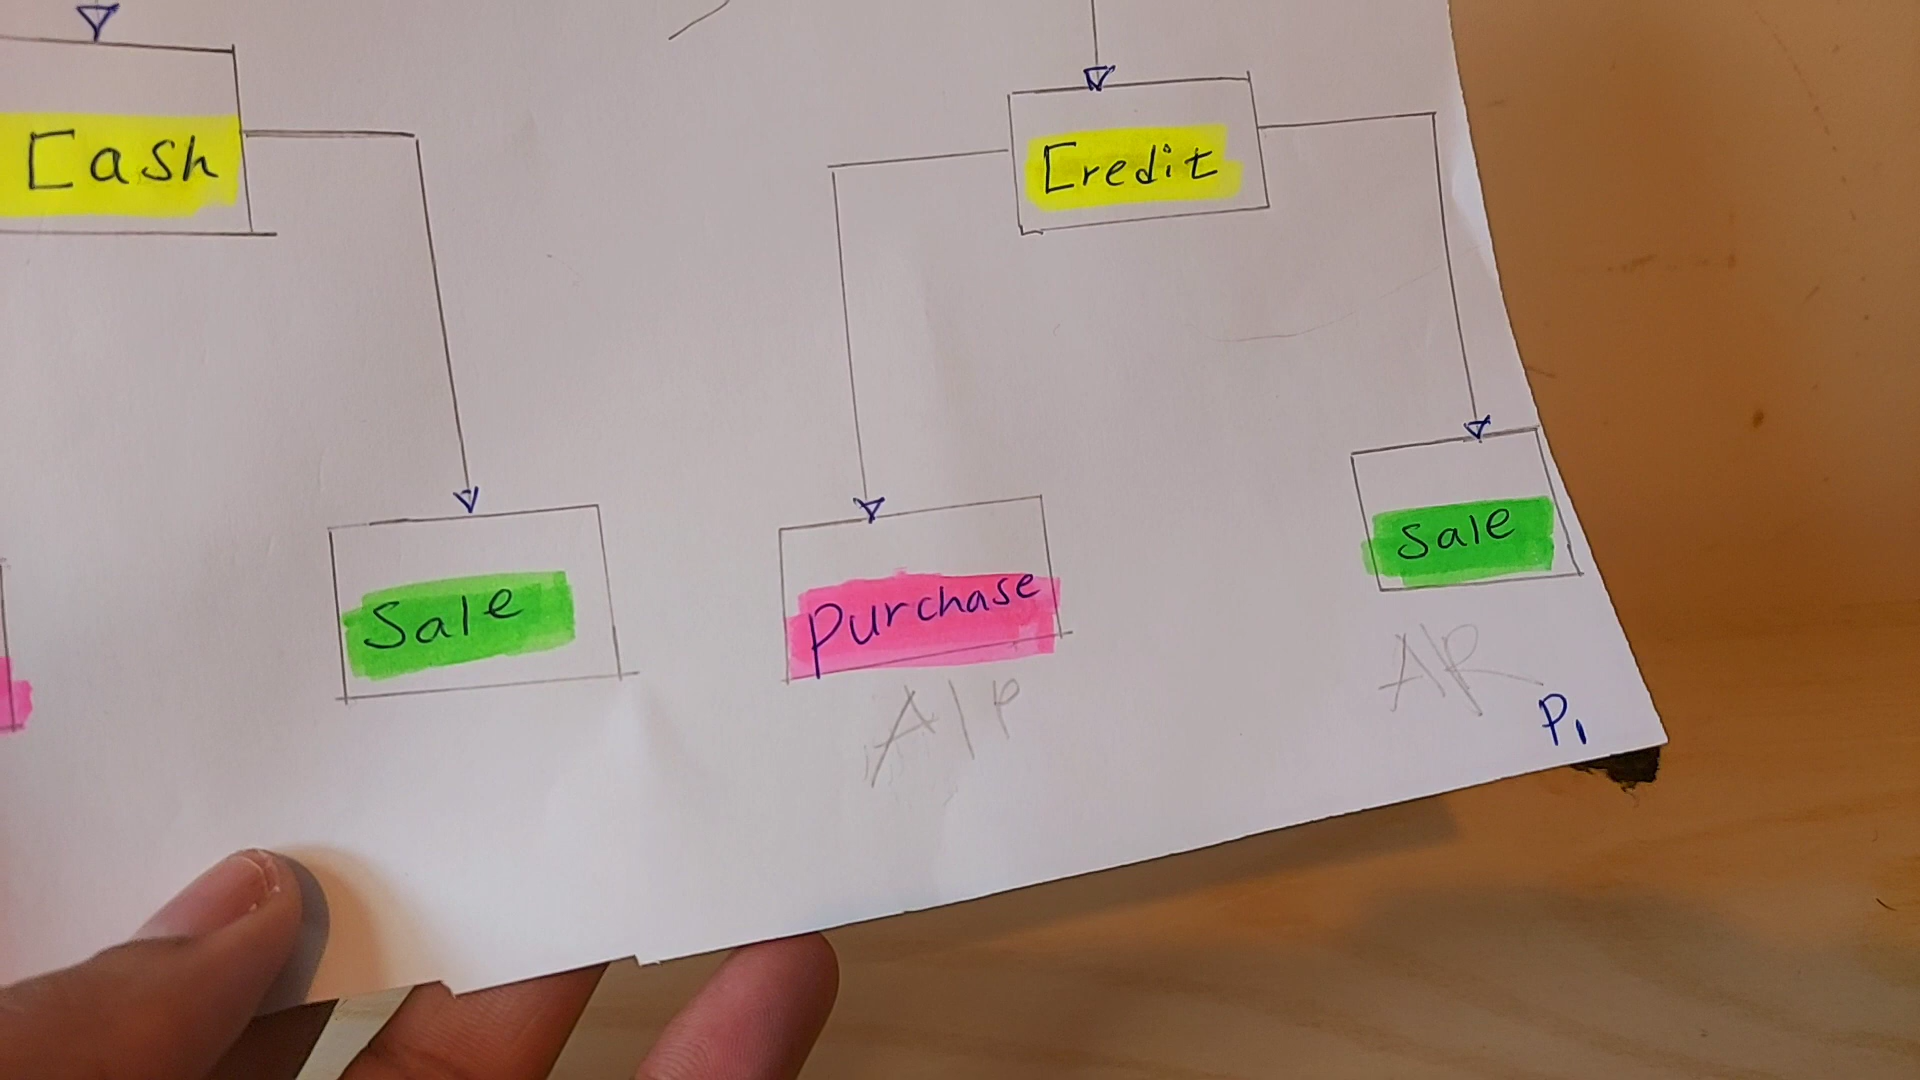 Cash
Credit
Sale
Purchase
Sale
A/P
A/R
P1